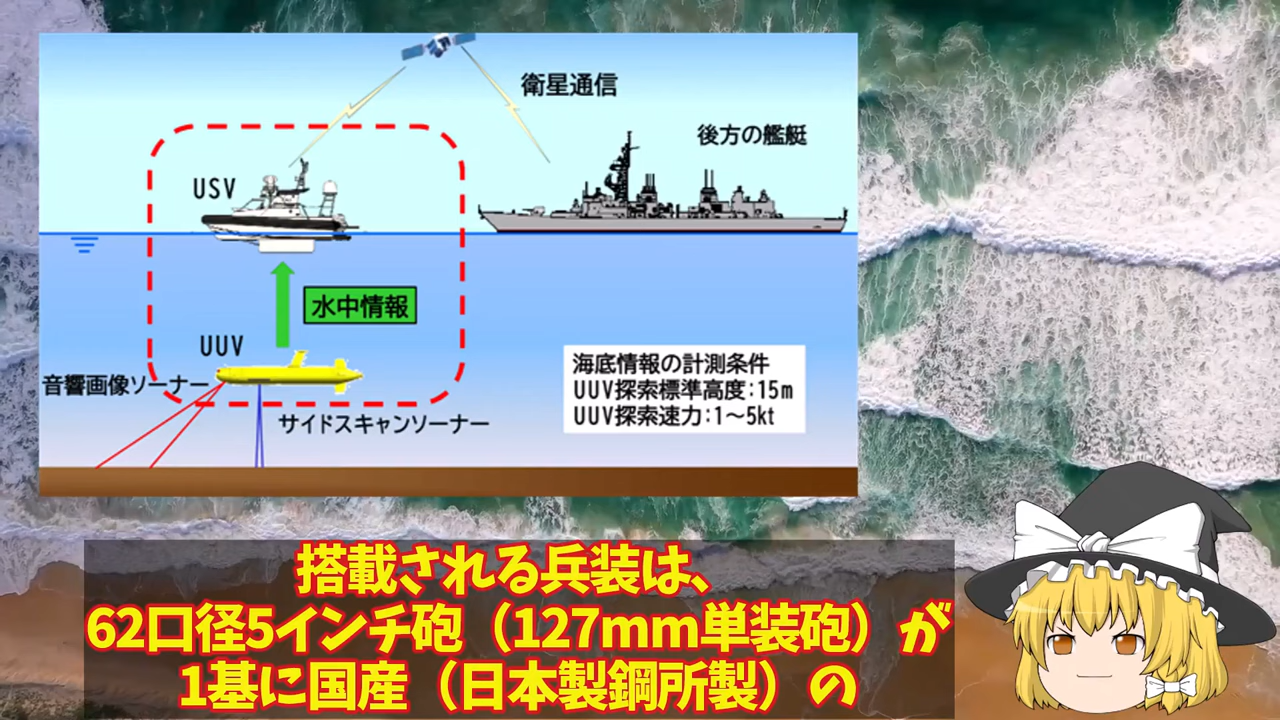 衛星通信
後方の艦艇
USV
水中情報
UUV
音響画像ソーナー
サイドスキャンソーナー
海底情報の計測条件
UUV探索標準高度:15m
UUV探索速力:1〜5kt
搭載される兵装は、
62口径5インチ砲（127mm単装砲）が
1基に国産（日本製鋼所製）の